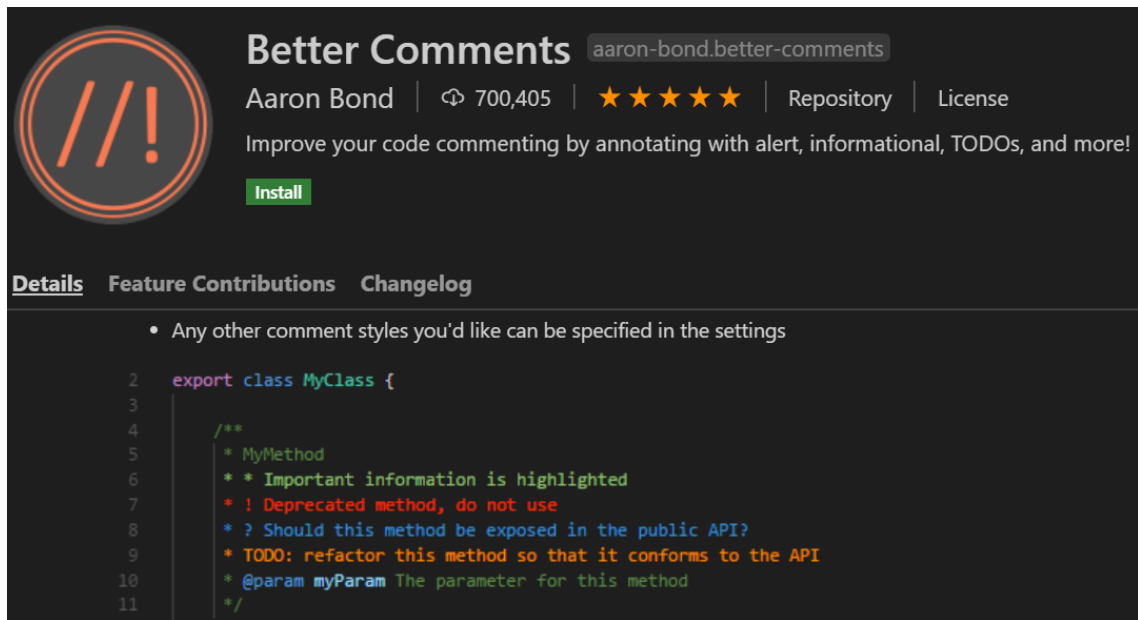 //!
Better Comments aaron-bond.better-comments
Aaron Bond 700,405 Repository License
Improve your code commenting by annotating with alert, informational, TODOs, and more!
Install
Details Feature Contributions Changelog
• Any other comment styles you'd like can be specified in the settings
2 export class MyClass {
3
4 /**
5 * MyMethod
6 * * Important information is highlighted
7 * ! Deprecated method, do not use
8 * ? Should this method be exposed in the public API?
9 * TODO: refactor this method so that it conforms to the API
10 * @param myParam The parameter for this method
11 */